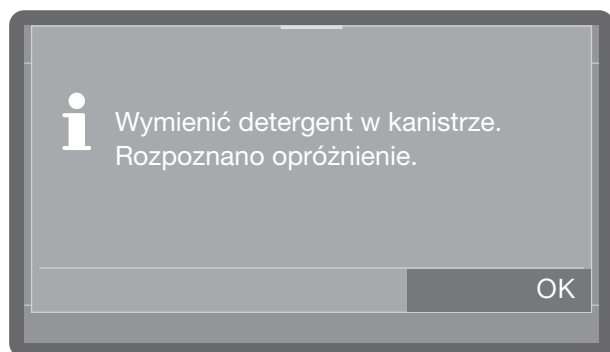 Wymienić detergent w kanistrze.
Rozpoznano opróżnienie.
OK